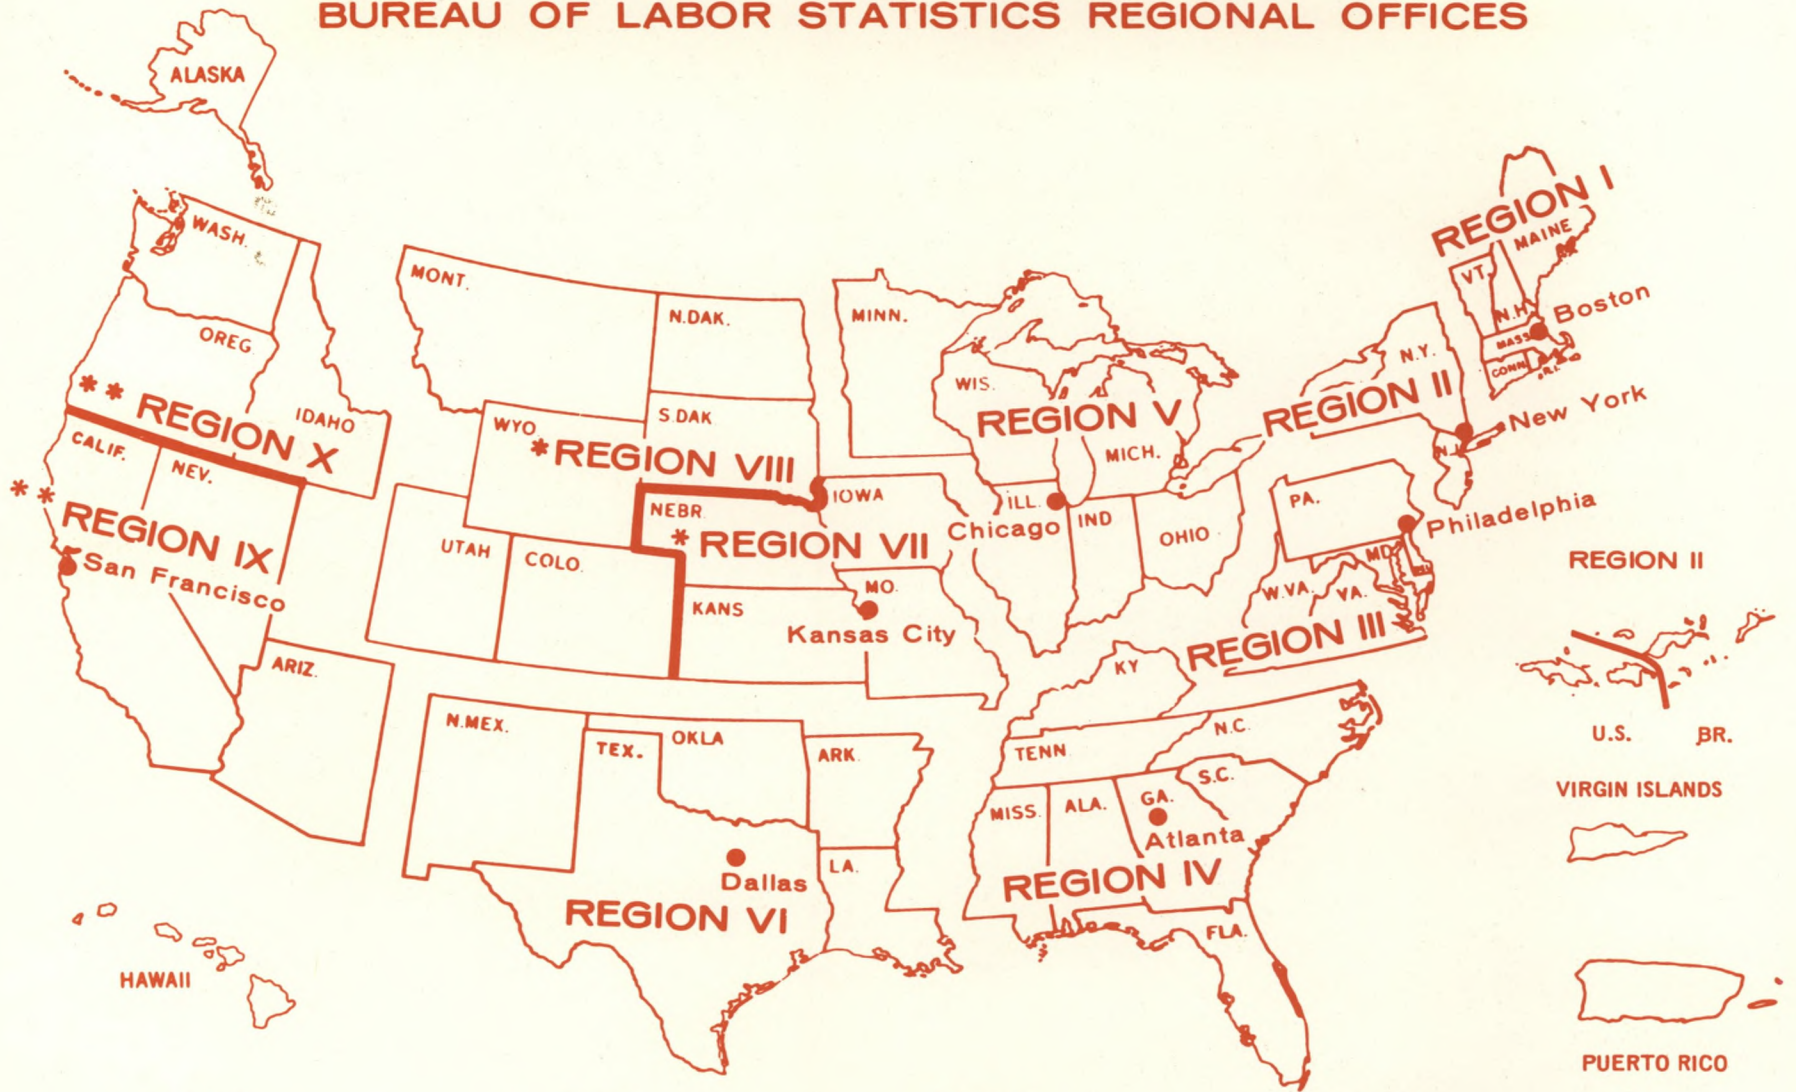 BUREAU OF LABOR STATISTICS REGIONAL OFFICES
ALASKA
WASH.
OREG.
IDAHO
** REGION X
CALIF.
NEV.
** REGION IX
San Francisco
ARIZ.
HAWAII
MONT.
N.DAK.
S.DAK
WYO.
* REGION VIII
UTAH
COLO.
NEBR.
IOWA
* REGION VII
KANS
MO.
Kansas City
MINN.
WIS.
REGION V
MICH.
ILL.
Chicago
IND
OHIO
N.MEX.
TEX.
OKLA
ARK.
LA.
Dallas
REGION VI
KY
TENN.
N.C.
S.C.
MISS.
ALA.
GA.
Atlanta
REGION IV
FLA.
REGION I
MAINE
VT.
N.H.
Boston
MASS.
CONN.
R.I.
N.Y.
REGION II
New York
N.J.
PA.
Philadelphia
MD.
W.VA.
VA.
REGION III
REGION II
U.S. BR.
VIRGIN ISLANDS
PUERTO RICO